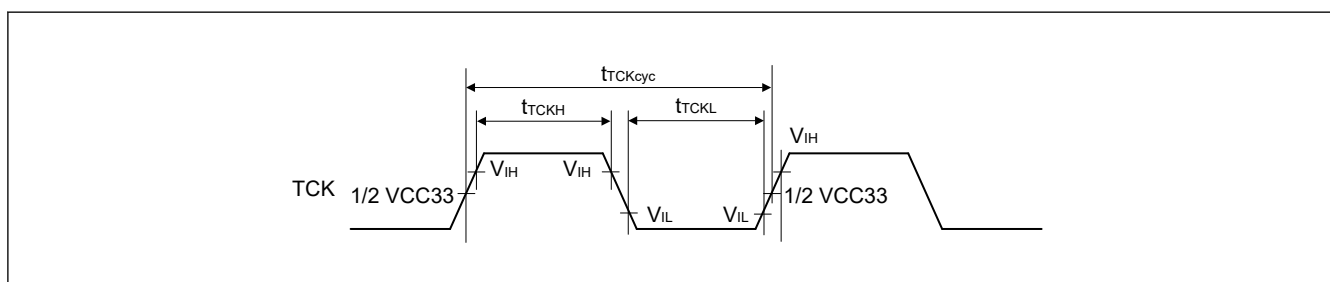 tTCKcyc
tTCKH
tTCKL
VIH
VIH
VIH
TCK
1/2 VCC33
1/2 VCC33
VIL
VIL